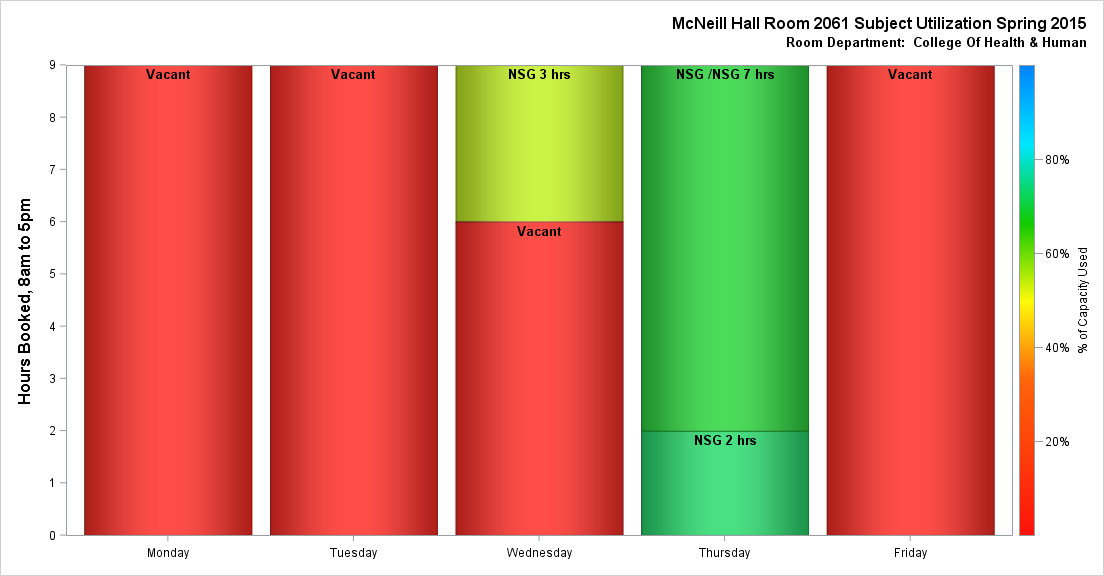 McNeill Hall Room 2061 Subject Utilization Spring 2015
Room Department: College Of Health & Human
Hours Booked, 8am to 5pm
9
8
7
6
5
4
3
2
1
0
Vacant
Vacant
NSG 3 hrs
Vacant
NSG /NSG 7 hrs
NSG 2 hrs
Vacant
Monday
Tuesday
Wednesday
Thursday
Friday
80%
60%
40%
20%
% of Capacity Used